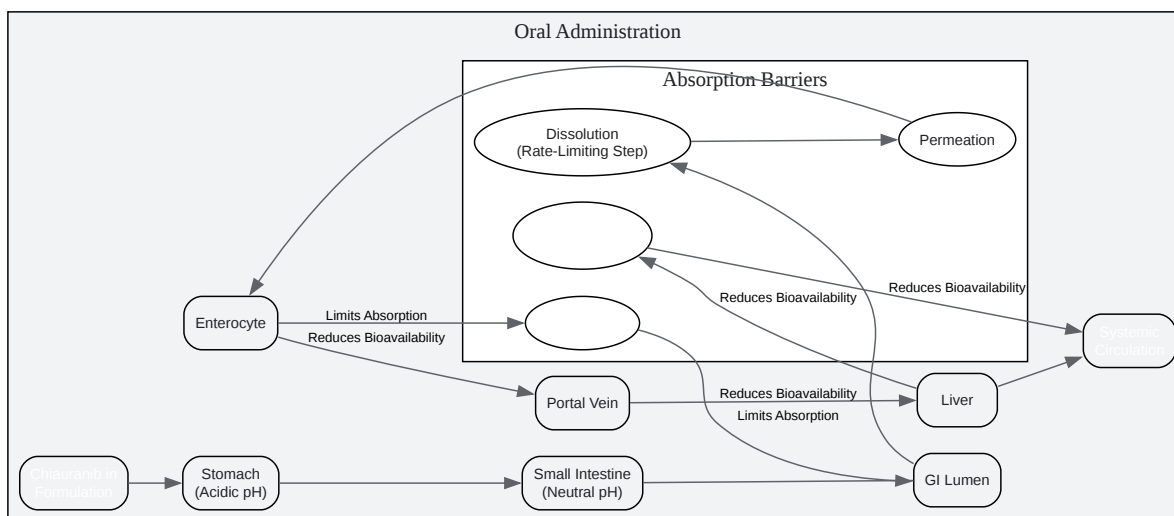 Oral Administration
Absorption Barriers
Dissolution
(Rate-Limiting Step)
Permeation
Reduces Bioavailability
Reduces Bioavailability
Enterocyte
Limits Absorption
Reduces Bioavailability
Systemic
Circulation
Portal Vein
Reduces Bioavailability
Limits Absorption
Liver
Chiauranib in
Formulation
Stomach
(Acidic pH)
Small Intestine
(Neutral pH)
GI Lumen